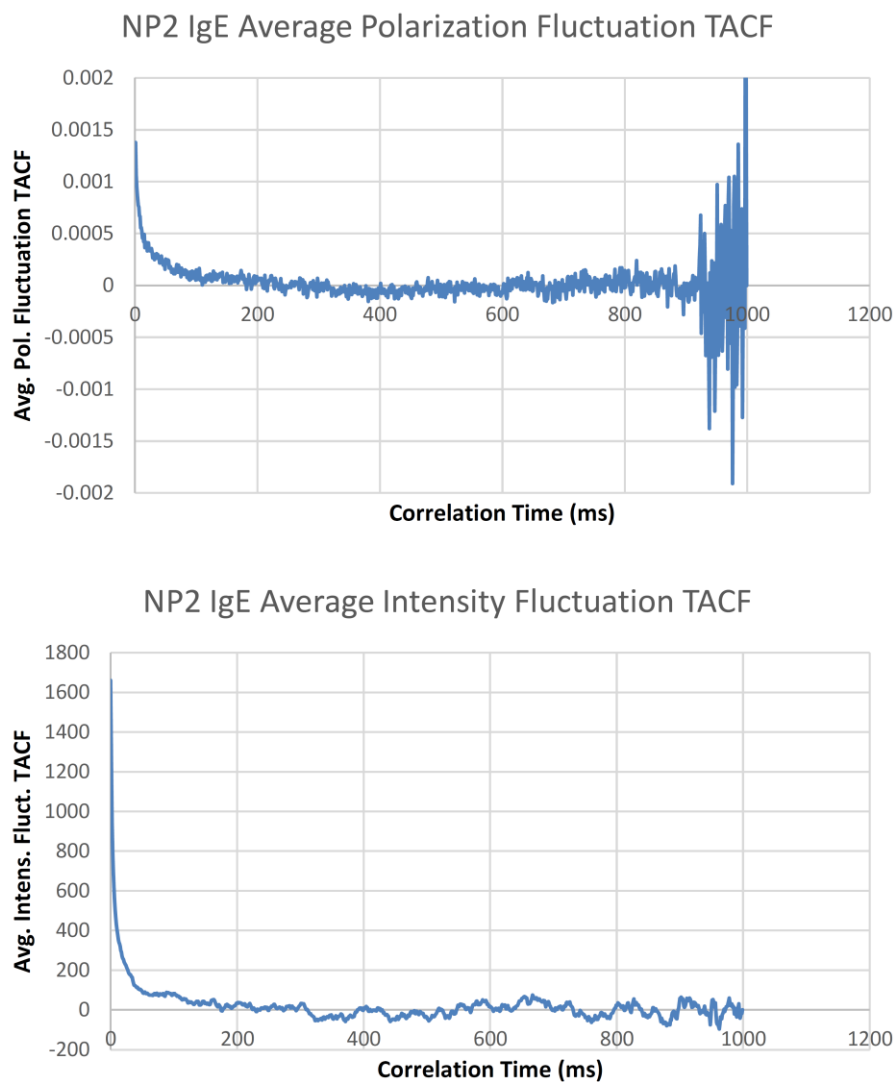 NP2 IgE Average Polarization Fluctuation TACF
0.002
0.0015
0.001
0.0005
0
-0.0005
-0.001
-0.0015
-0.002
0 200 400 600 800 1000 1200
Avg. Pol. Fluctuation TACF
Correlation Time (ms)
NP2 IgE Average Intensity Fluctuation TACF
1800
1600
1400
1200
1000
800
600
400
200
0
-200
0 200 400 600 800 1000 1200
Avg. Intens. Fluct. TACF
Correlation Time (ms)